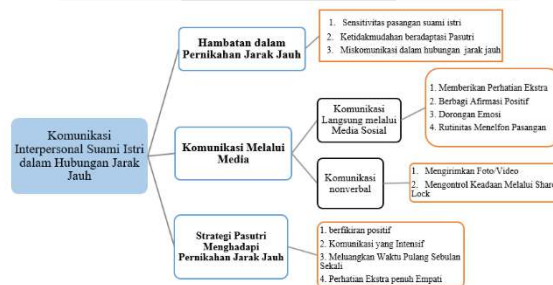 Komunikasi
Interpersonal Suami Istri
dalam Hubungan Jarak
Jauh
Hambatan dalam
Pernikahan Jarak Jauh
1. Sensitivitas pasangan suami istri
2. Ketidakmudahan beradaptasi Pasutri
3. Miskomunikasi dalam hubungan jarak jauh
Komunikasi Melalui
Media
Komunikasi
Langsung melalui
Media Sosial
1. Memberikan Perhatian Ekstra
2. Berbagi Afirmasi Positif
3. Dorongan Emosi
4. Rutinitas Menelfon Pasangan
Komunikasi
nonverbal
1. Mengirimkan Foto/Video
2. Mengontrol Keadaan Melalui Share
Lock
Strategi Pasutri
Menghadapi
Pernikahan Jarak Jauh
1. berfikiran positif
2. Komunikasi yang Intensif
3. Meluangkan Waktu Pulang Sebulan
Sekali
4. Perhatian Ekstra penuh Empati